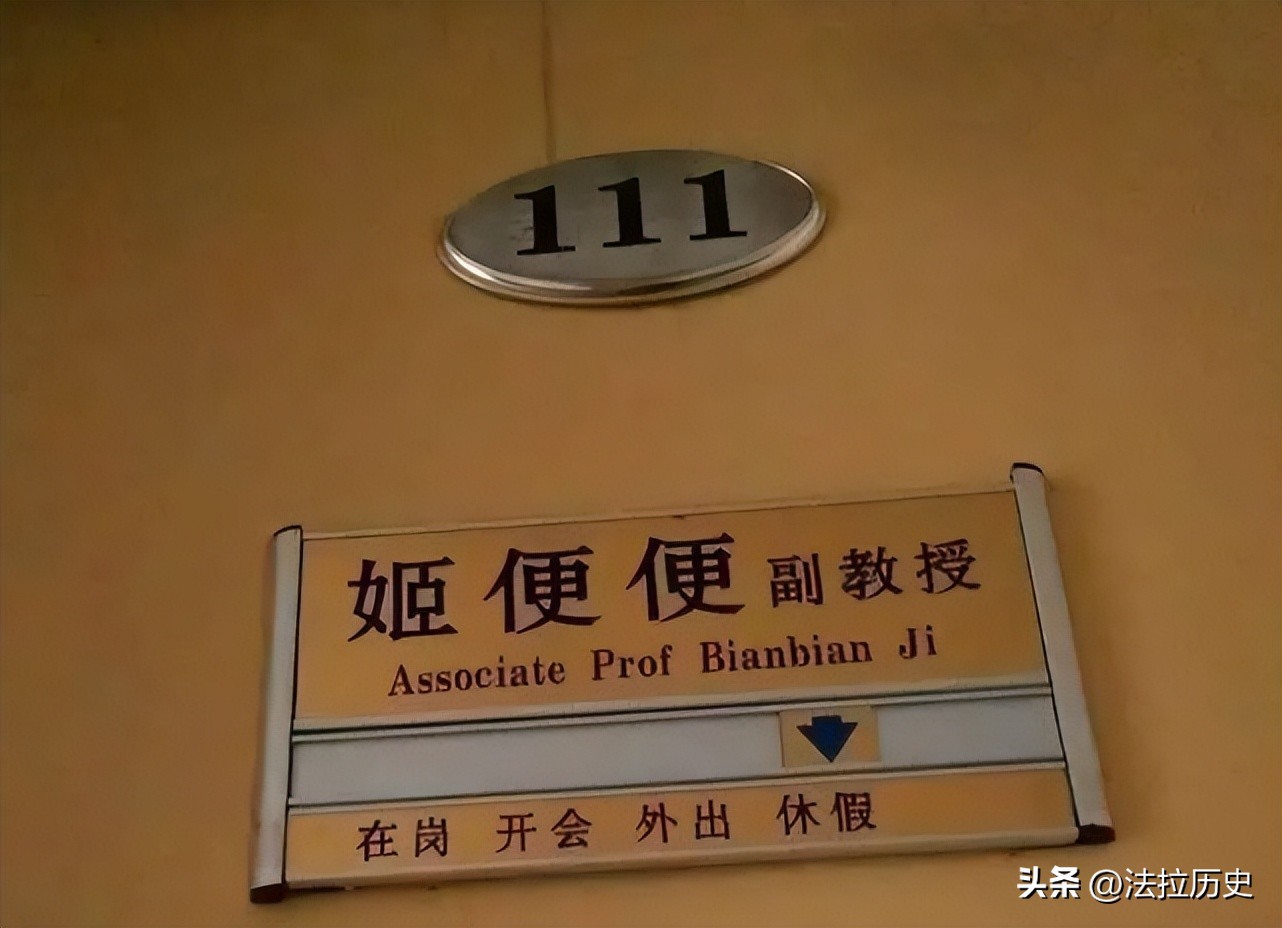 111
姬便便 副教授
Associate Prof Bianbian Ji
在岗 开会 外出 休假
头条 @法拉历史